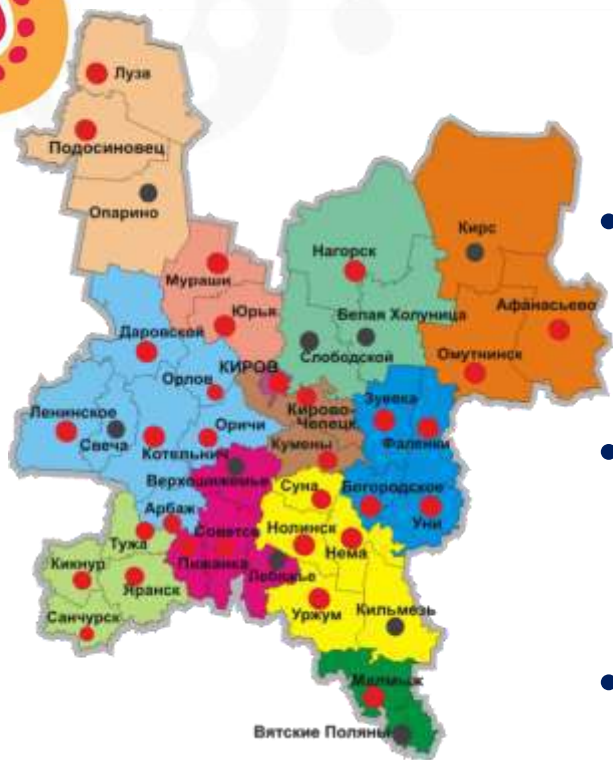 Луза
Подосиновец
Опарино
Кирс
Нагорск
Мураши
Афанасьево
Юрья
Белая Холуница
Даровской
Слободской
Омутнинск
КИРОВ
Орлов
Зуевка
Кирово-
Чепецк
Ленинское
Оричи
Свеча
Фаленки
Котельнич
Кумены
Верхошижемье
Суна
Богородское
Арбаж
Уни
Тужа
Советск
Нолинск
Нема
Кикнур
Пижанка
Лебяжье
Яранск
Санчурск
Уржум
Кильмезь
Малмыж
Вятские Поляны